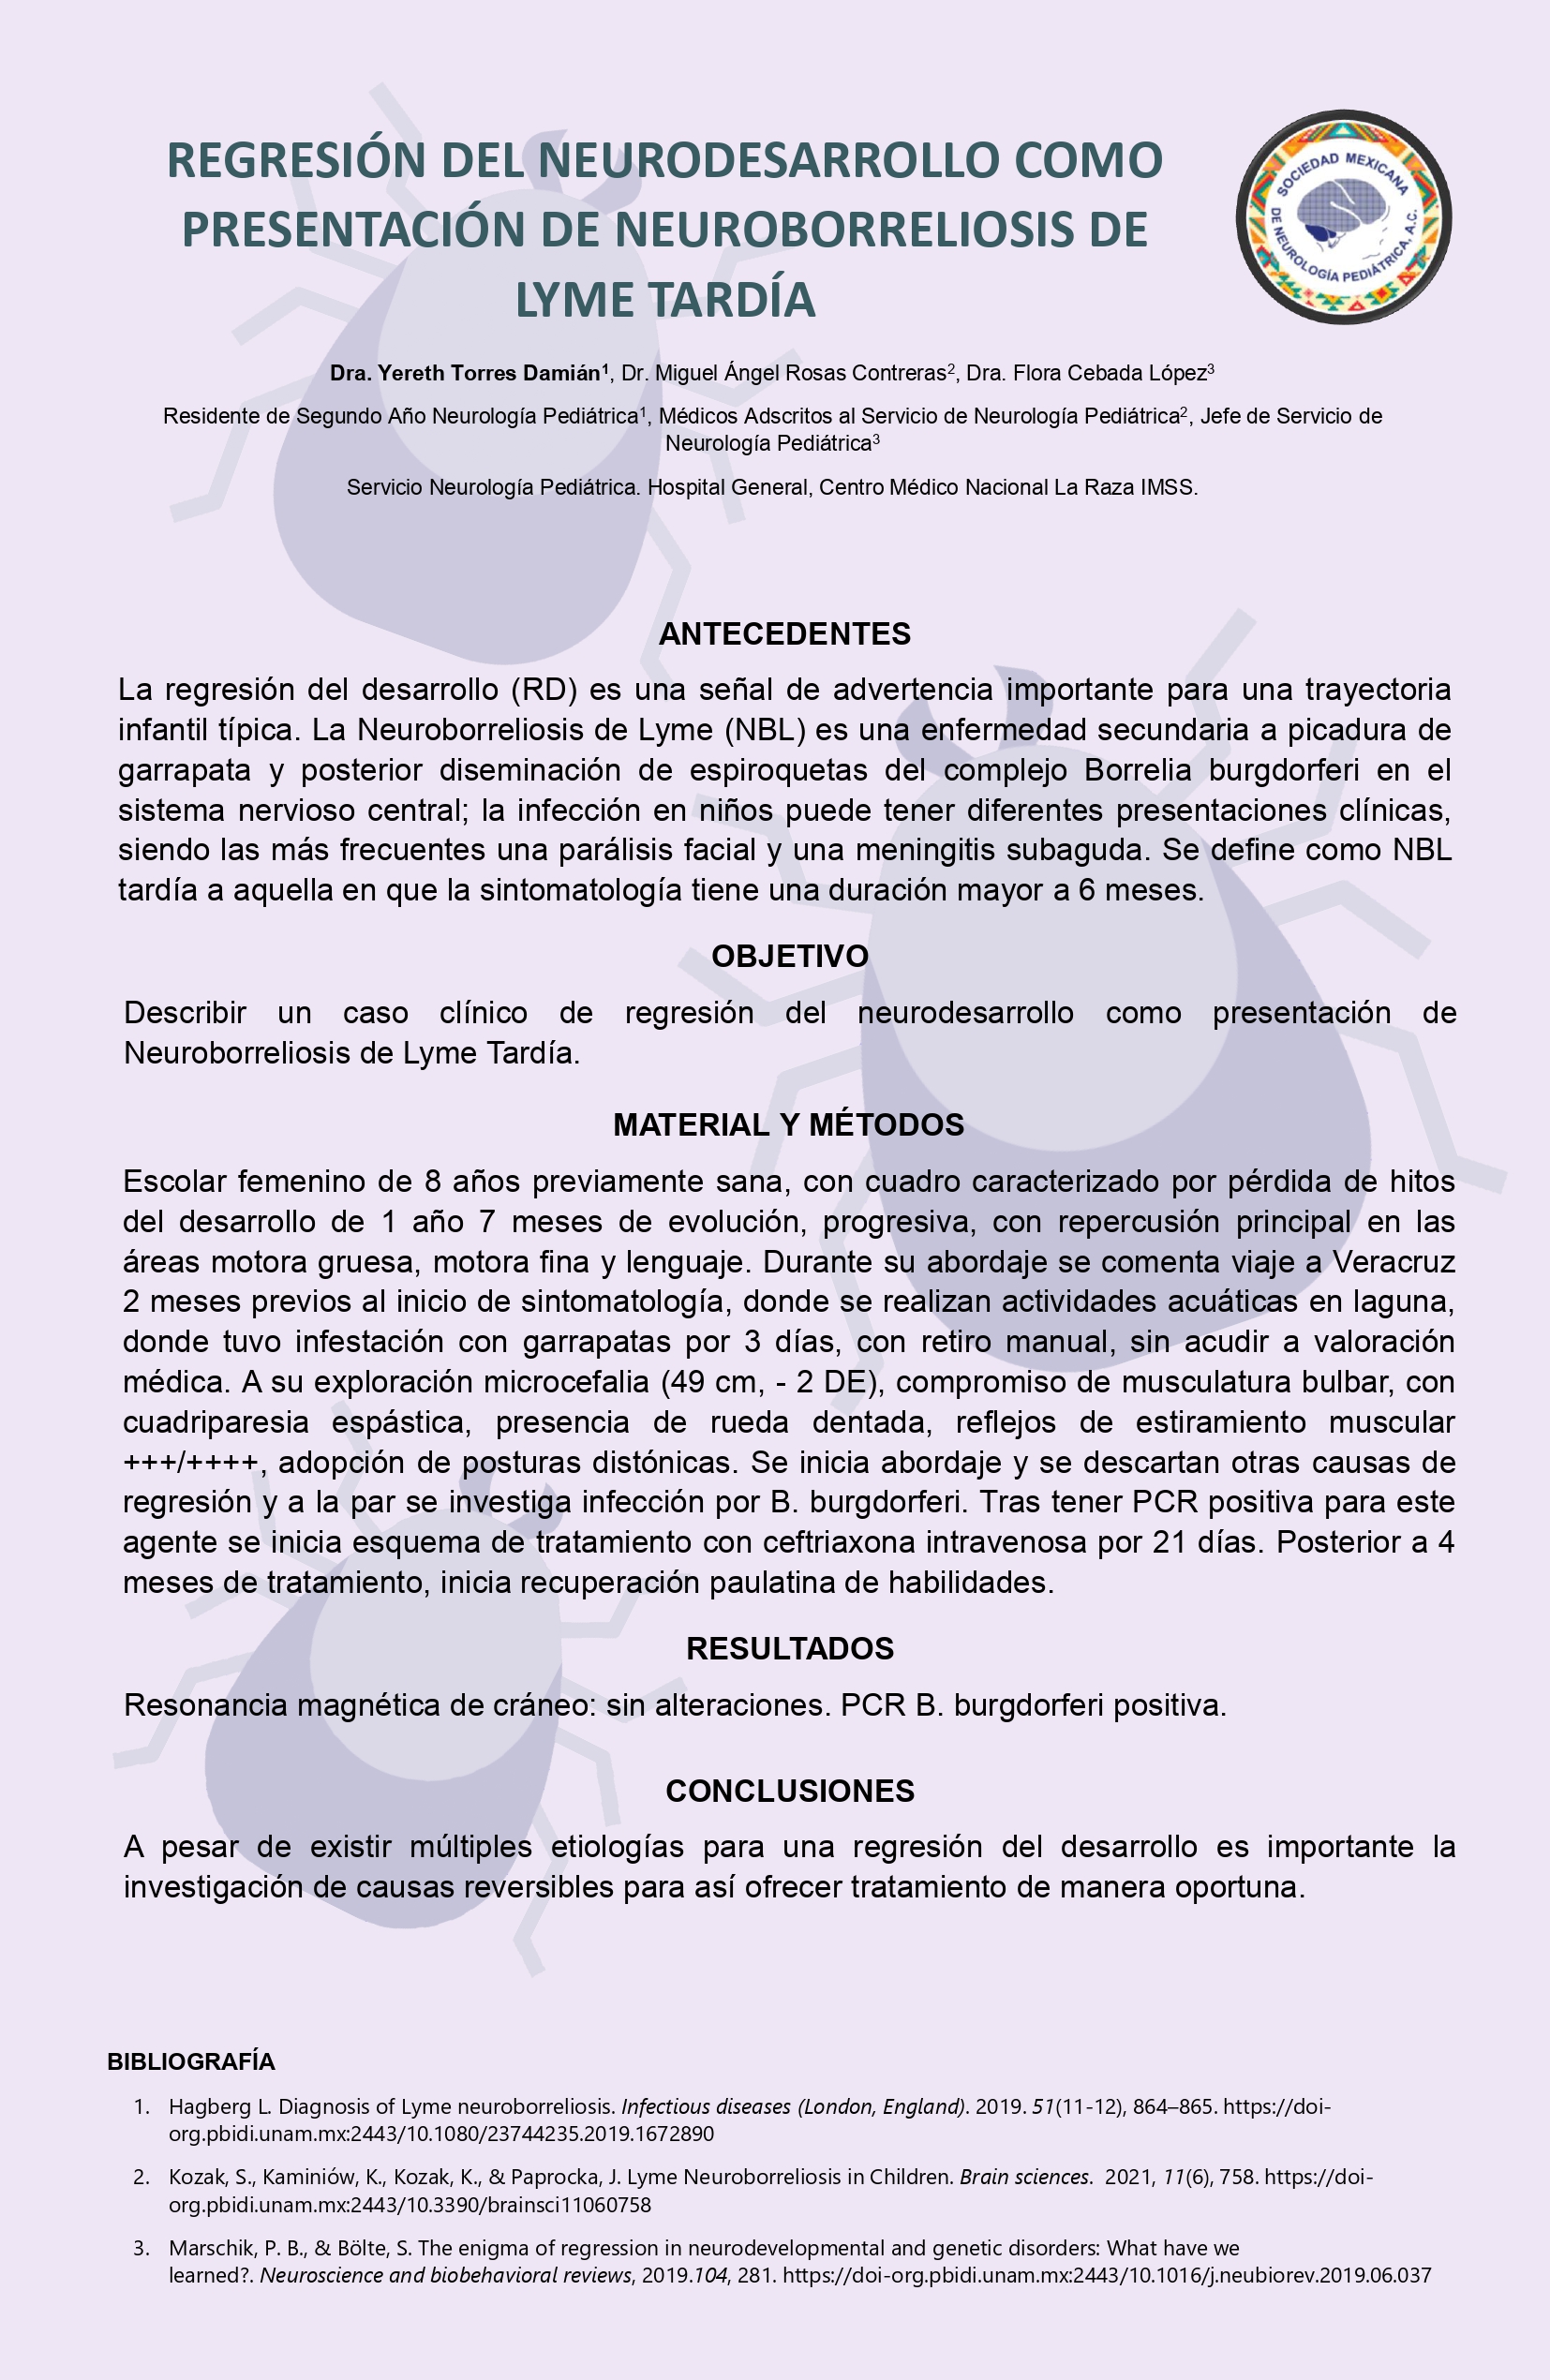 REGRESIÓN DEL NEURODESARROLLO COMO
PRESENTACIÓN DE NEUROBORRELIOSIS DE
LYME TARDÍA
SOCIEDAD MEXICANA
DE NEUROLOGÍA PEDIÁTRICA, A.C.
Dra. Yereth Torres Damián¹, Dr. Miguel Ángel Rosas Contreras², Dra. Flora Cebada López³
Residente de Segundo Año Neurología Pediátrica¹, Médicos Adscritos al Servicio de Neurología Pediátrica², Jefe de Servicio de
Neurología Pediátrica³
Servicio Neurología Pediátrica. Hospital General, Centro Médico Nacional La Raza IMSS.
ANTECEDENTES
La regresión del desarrollo (RD) es una señal de advertencia importante para una trayectoria
infantil típica. La Neuroborreliosis de Lyme (NBL) es una enfermedad secundaria a picadura de
garrapata y posterior diseminación de espiroquetas del complejo Borrelia burgdorferi en el
sistema nervioso central; la infección en niños puede tener diferentes presentaciones clínicas,
siendo las más frecuentes una parálisis facial y una meningitis subaguda. Se define como NBL
tardía a aquella en que la sintomatología tiene una duración mayor a 6 meses.
OBJETIVO
Describir un caso clínico de regresión del neurodesarrollo como presentación de
Neuroborreliosis de Lyme Tardía.
MATERIAL Y MÉTODOS
Escolar femenino de 8 años previamente sana, con cuadro caracterizado por pérdida de hitos
del desarrollo de 1 año 7 meses de evolución, progresiva, con repercusión principal en las
áreas motora gruesa, motora fina y lenguaje. Durante su abordaje se comenta viaje a Veracruz
2 meses previos al inicio de sintomatología, donde se realizan actividades acuáticas en laguna,
donde tuvo infestación con garrapatas por 3 días, con retiro manual, sin acudir a valoración
médica. A su exploración microcefalia (49 cm, - 2 DE), compromiso de musculatura bulbar, con
cuadriparesia espástica, presencia de rueda dentada, reflejos de estiramiento muscular
+++/++++, adopción de posturas distónicas. Se inicia abordaje y se descartan otras causas de
regresión y a la par se investiga infección por B. burgdorferi. Tras tener PCR positiva para este
agente se inicia esquema de tratamiento con ceftriaxona intravenosa por 21 días. Posterior a 4
meses de tratamiento, inicia recuperación paulatina de habilidades.
RESULTADOS
Resonancia magnética de cráneo: sin alteraciones. PCR B. burgdorferi positiva.
CONCLUSIONES
A pesar de existir múltiples etiologías para una regresión del desarrollo es importante la
investigación de causas reversibles para así ofrecer tratamiento de manera oportuna.
BIBLIOGRAFÍA
1. Hagberg L. Diagnosis of Lyme neuroborreliosis. Infectious diseases (London, England). 2019. 51(11-12), 864–865. https://doi-
org.pbidi.unam.mx:2443/10.1080/23744235.2019.1672890
2. Kozak, S., Kaminiów, K., Kozak, K., & Paprocka, J. Lyme Neuroborreliosis in Children. Brain sciences. 2021, 11(6), 758. https://doi-
org.pbidi.unam.mx:2443/10.3390/brainsci11060758
3. Marschik, P. B., & Bölte, S. The enigma of regression in neurodevelopmental and genetic disorders: What have we
learned?. Neuroscience and biobehavioral reviews, 2019.104, 281. https://doi-org.pbidi.unam.mx:2443/10.1016/j.neubiorev.2019.06.037